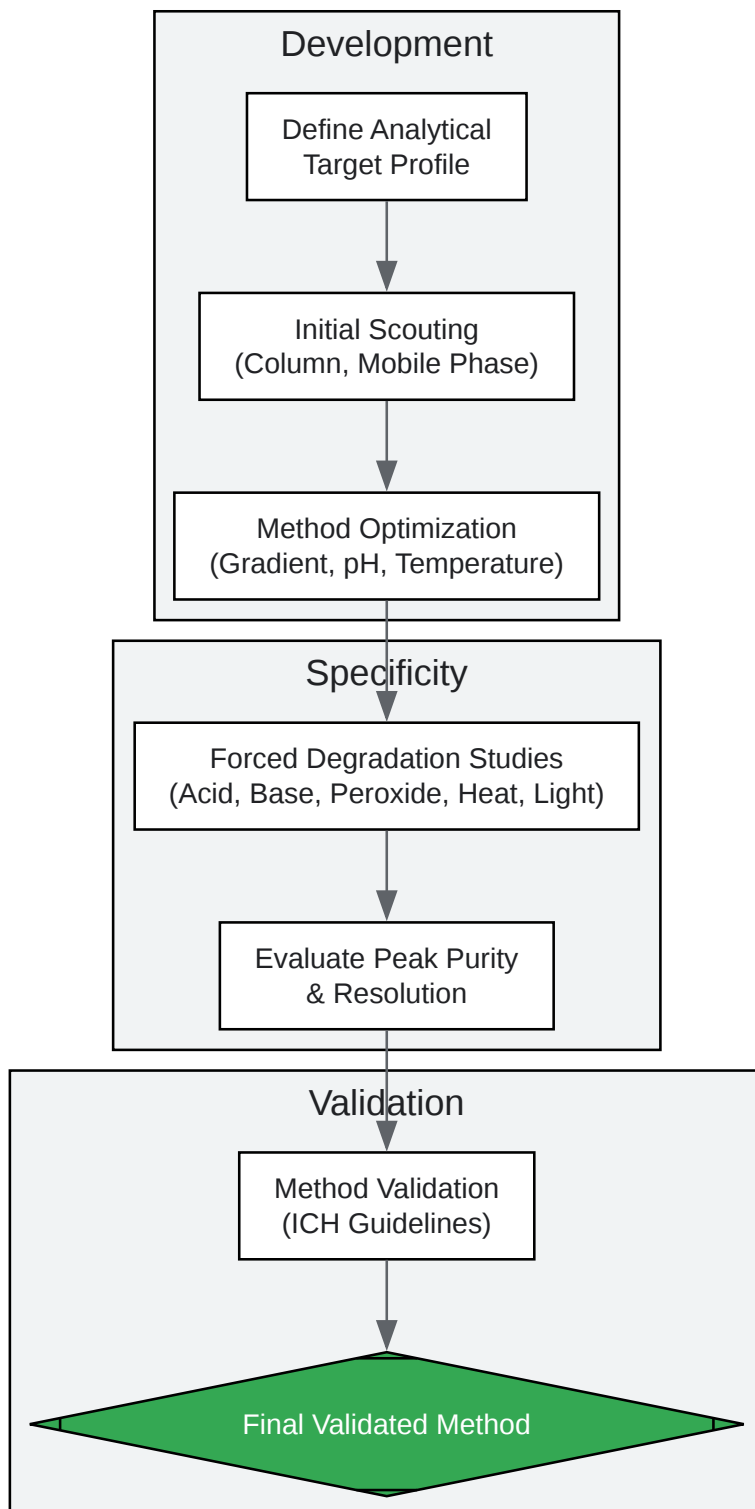 Development
Define Analytical
Target Profile
Initial Scouting
(Column, Mobile Phase)
Method Optimization
(Gradient, pH, Temperature)
Specificity
Forced Degradation Studies
(Acid, Base, Peroxide, Heat, Light)
Evaluate Peak Purity
& Resolution
Validation
Method Validation
(ICH Guidelines)
Final Validated Method